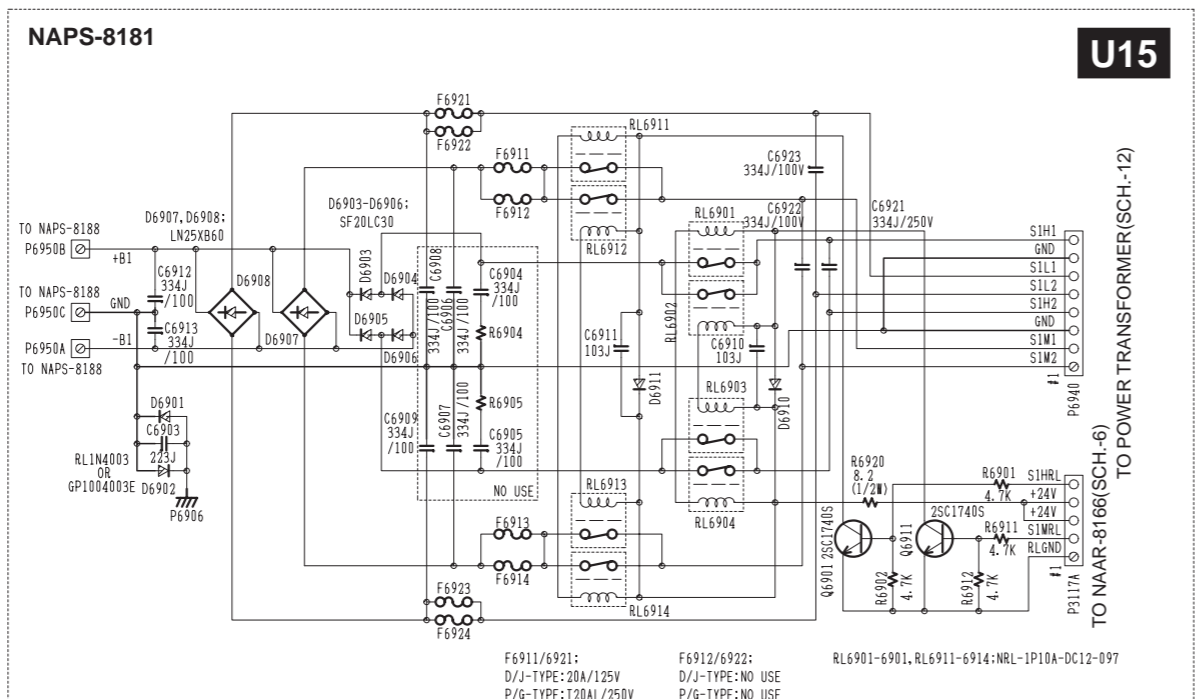 NAPS-8181
U15
F6921
F6922
RL6911
F6911
F6912
C6923
334J/100V
D6903-D6906;
SF20LC30
D6907,D6908;
LN25XB60
TO NAPS-8188
P6950B
+B1
RL6912
RL6901
C6922
334J/100V
C6921
334J/250V
TO POWER TRANSFORMER(SCH.-12)
S1H1
GND
S1L1
S1L2
S1H2
GND
S1M1
S1M2
#1
P6940
C6912
334J
/100
D6908
D6903
D6904
C6908
334J/100
C6906
334J/100
C6904
334J
/100
RL6902
TO NAPS-8188
P6950C
GND
C6913
334J
/100
D6905
D6906
R6904
C6911
103J
C6910
103J
P6950A
-B1
TO NAPS-8188
D6907
D6911
RL6903
D6910
D6901
C6903
223J
RL1N4003
OR
GP1004003E
D6902
P6906
C6909
334J
/100
C6907
334J/100
R6905
C6905
334J
/100
NO USE
RL6913
RL6904
R6920
8.2
(1/2W)
R6901
4.7K
S1HRL
+24V
+24V
S1MRL
RLGND
#1
P3117A
TO NAAR-8166(SCH.-6)
F6913
F6914
Q6901 2SC1740S
2SC1740S
Q6911
R6911
4.7K
R6902
4.7K
R6912
4.7K
F6923
F6924
RL6914
F6911/6921;
D/J-TYPE:20A/125V
P/G-TYPE:T20AL/250V
F6912/6922;
D/J-TYPE:NO USE
P/G-TYPE:NO USE
RL6901-6901,RL6911-6914:NRL-1P10A-DC12-097